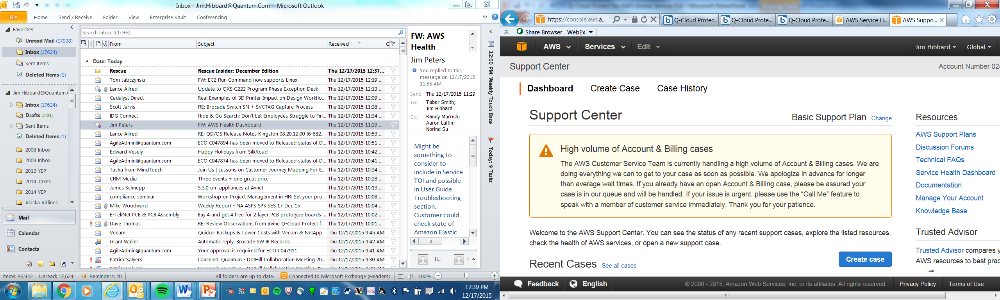 Inbox - Jim.Hibbard@Quantum.Com - Microsoft Outlook
File Home Send / Receive Folder View Enterprise Vault Conferencing
Favorites
Unread Mail (17938)
Inbox (17624)
Sent Items
Deleted Items (1)
Jim.Hibbard@Quantum.C
Inbox (17624)
Drafts [200]
Sent Items
Deleted Items (1)
2008 Inbox
2009 Inbox
2013 YEP
2014 Taxes
2014 YEP
Alaska Airlines
Mail
Calendar
Contacts
Search Inbox (Ctrl+E)
From Subject Received C
Date: Today
Rescue Rescue Insider: December Edition Thu 12/17/2015 12:37...
Tom Jabczynski FW: EC2 Run Command now supports Linux Thu 12/17/2015 12:19 ...
Lance Allred Update to QXS G222 Program Phase Exception Deck Thu 12/17/2015 12:13 ...
Cadalyst Direct Real Examples of 3D Printer Impact on Design Workflo... Thu 12/17/2015 12:09 ...
Scott Jarvis RE: Brocade Switch SN + SVCTAG Capture Process Thu 12/17/2015 11:38 ...
IDG Connect Hide & Go Search: Don't Let Employees Struggle to Fin... Thu 12/17/2015 11:34 ...
Jim Peters FW: AWS Health Dashboard Thu 12/17/2015 11:29 ...
Lance Allred RE: QD/QS Release Notes Kingston 08.20.12.00 (6-682... Thu 12/17/2015 10:53 ...
AgileAdmin@quantum.com ECO C047894 has been moved to Released status of D... Thu 12/17/2015 10:51 ...
Edward Vesely Happy Holidays from SilkRoad Thu 12/17/2015 10:42 ...
AgileAdmin@quantum.com ECO C047874 has been moved to Released status of D... Thu 12/17/2015 10:41 ...
Tasha from MindTouch Join Us | Lessons on Customer Journey Mapping For E... Thu 12/17/2015 10:34 ...
CRM Media Three events + one great price Thu 12/17/2015 10:28 ...
James Schnepp 5.3.0 on appliances at Avnet Thu 12/17/2015 10:13 ...
compliance seminar Workshop on Project Management in HR: Set your pro... Thu 12/17/2015 10:08 ...
Mike Woodward Weekly Report - NA ASPS SPS SES 17 Dec 15 Thu 12/17/2015 10:04 ...
E-TekNet PCB & PCB Assembly Buy 4 and get 4 free for 2 layer PCB prototype boards ... Thu 12/17/2015 10:02 ...
Dave Thomas RE: Review Observations from Irvine Q-Cloud Protect f... Thu 12/17/2015 10:01 ...
Veeam Quicker Backups & Lower Costs with Veeam & NetApp Thu 12/17/2015 9:45 AM
Grant Waller Automatic reply: Brocade SW IB Records Thu 12/17/2015 9:42 AM
AgileAdmin@quantum.com Your approval is required for ECO C047911 Thu 12/17/2015 9:41 AM
Patrick Salyers Canceled: Quantum - DotHill Collaboration Meeting 20... Thu 12/17/2015 9:30 AM
FW: AWS
Health
Jim Peters
You replied to this
message on 12/17/2015
11:55 AM.
Sent: Thu 12/17/2015 11:29
To: Tabar Smith;
Jim Hibbard
Cc: Randy Murrish;
Aaron Laffin;
Norind Su
Might be
something to
consider to
include in Service
TOI and possible
in User Guide
Troubleshooting
section.
Customer could
check state of
Amazon Elastic
Ji...
12:00 PM: Weekly Touch Base
Today: 9 Tasks
Items: 93,942 Unread: 17,624 Reminders: 20 All folders are up to date. Connected to Microsoft Exchange (Headers) 100%
12:39 PM
12/17/2015
https://console.aws.a... Q-Cloud Protec... Q-Cloud Prote... Q-Cloud Prote... AWS Service H... AWS Suppo...
Share Browser WebEx
AWS Services Edit Jim Hibbard Global
Support Center Account Number 024
Dashboard Create Case Case History
Support Center Basic Support Plan Change
High volume of Account & Billing cases
The AWS Customer Service Team is currently handling a high volume of Account & Billing cases. We are
doing everything we can to get to your case as soon as possible. We apologize in advance for longer
than average wait times. If you already have an open Account & Billing case, please be assured your
case is in our queue and will be handled. If your issue is urgent, please use the “Call Me” feature to
speak with a member of customer service immediately. Thank you for your patience.
Welcome to the AWS Support Center. You can see the status of any recent support cases, explore the listed resources,
check the health of AWS services, or open a new support case.
Create case
Recent Cases See all cases
Resources
AWS Support Plans
Discussion Forums
Technical FAQs
Service Health Dashboard
Documentation
Manage Your Account
Knowledge Base
Trusted Advisor
Trusted Advisor compares y
AWS resources to best prac
Feedback English © 2008 - 2015, Amazon Web Services, Inc. or its affiliates. All rights reserved. Privacy Policy Terms of Use